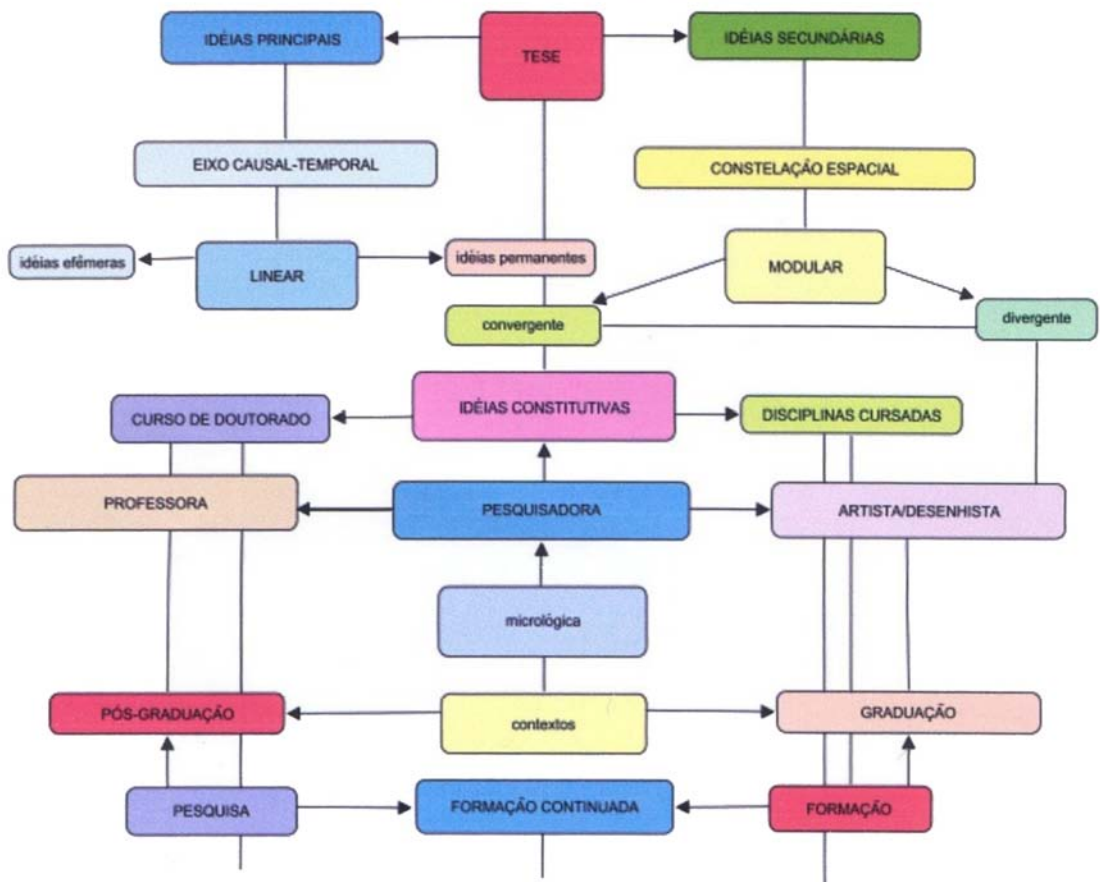 IDÉIAS PRINCIPAIS
TESE
IDÉIAS SECUNDÁRIAS
EIXO CAUSAL-TEMPORAL
CONSTELAÇÃO ESPACIAL
idéias efêmeras
LINEAR
idéias permanentes
MODULAR
convergente
divergente
CURSO DE DOUTORADO
IDÉIAS CONSTITUTIVAS
DISCIPLINAS CURSADAS
PROFESSORA
PESQUISADORA
ARTISTA/DESENHISTA
micrológica
PÓS-GRADUAÇÃO
contextos
GRADUAÇÃO
PESQUISA
FORMAÇÃO CONTINUADA
FORMAÇÃO